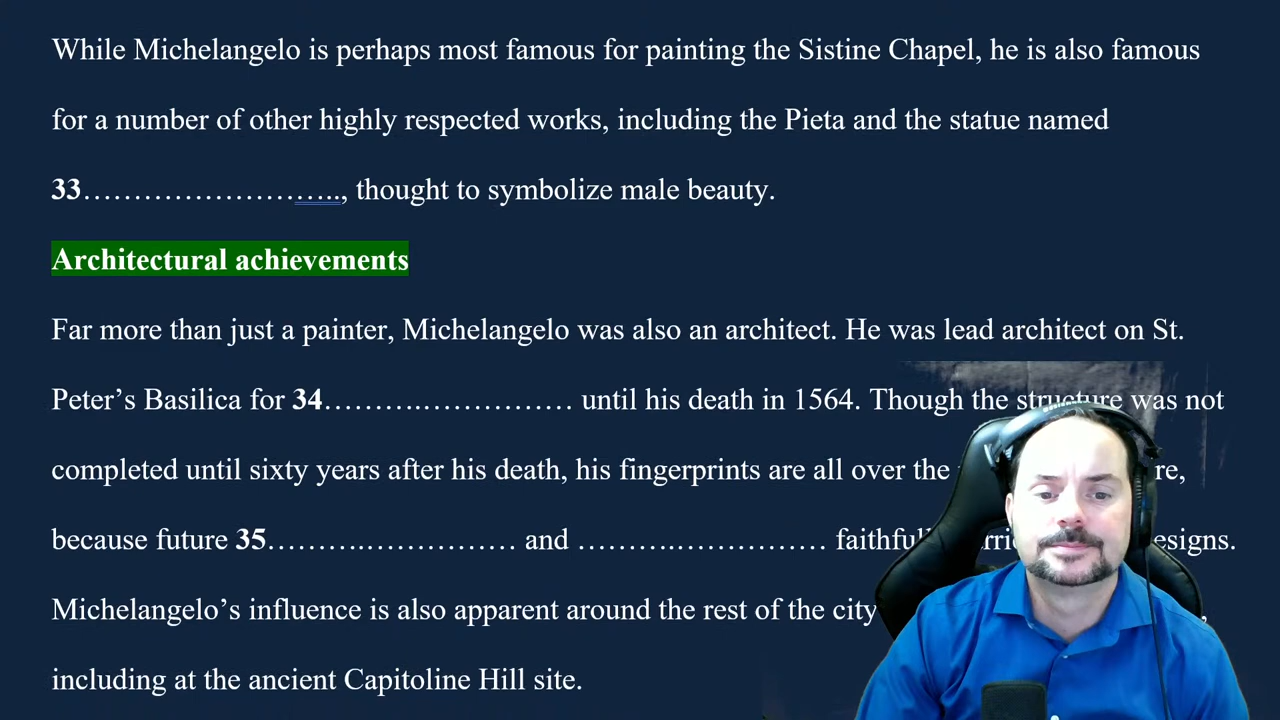 While Michelangelo is perhaps most famous for painting the Sistine Chapel, he is also famous
for a number of other highly respected works, including the Pieta and the statue named
33…………………….., thought to symbolize male beauty.
Architectural achievements
Far more than just a painter, Michelangelo was also an architect. He was lead architect on St.
Peter’s Basilica for 34……….…………… until his death in 1564. Though the structure was not
completed until sixty years after his death, his fingerprints are all over the
because future 35……….…………… and ……….…………… designs.
Michelangelo’s influence is also apparent around the rest of the city
including at the ancient Capitoline Hill site.